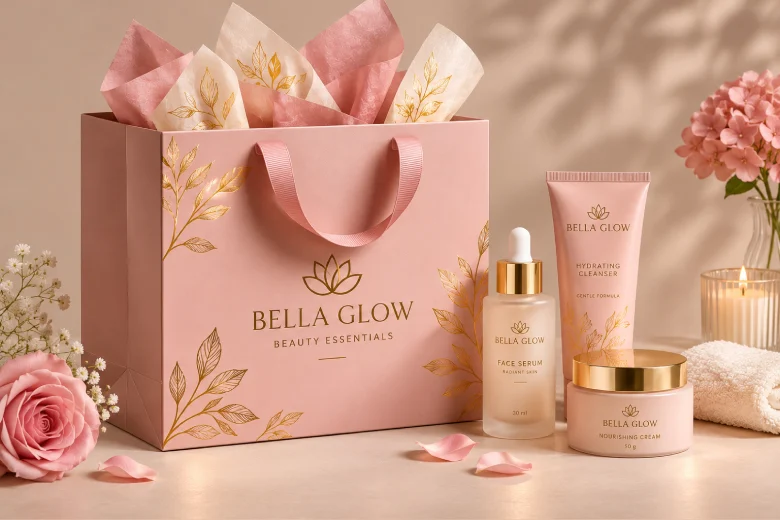 BELLA GLOW
BEAUTY ESSENTIALS
BELLA GLOW
FACE SERUM
RADIANT SKIN
30 ml
BELLA GLOW
HYDRATING
CLEANSER
GENTLE FORMULA
BELLA GLOW
NOURISHING CREAM
50 g